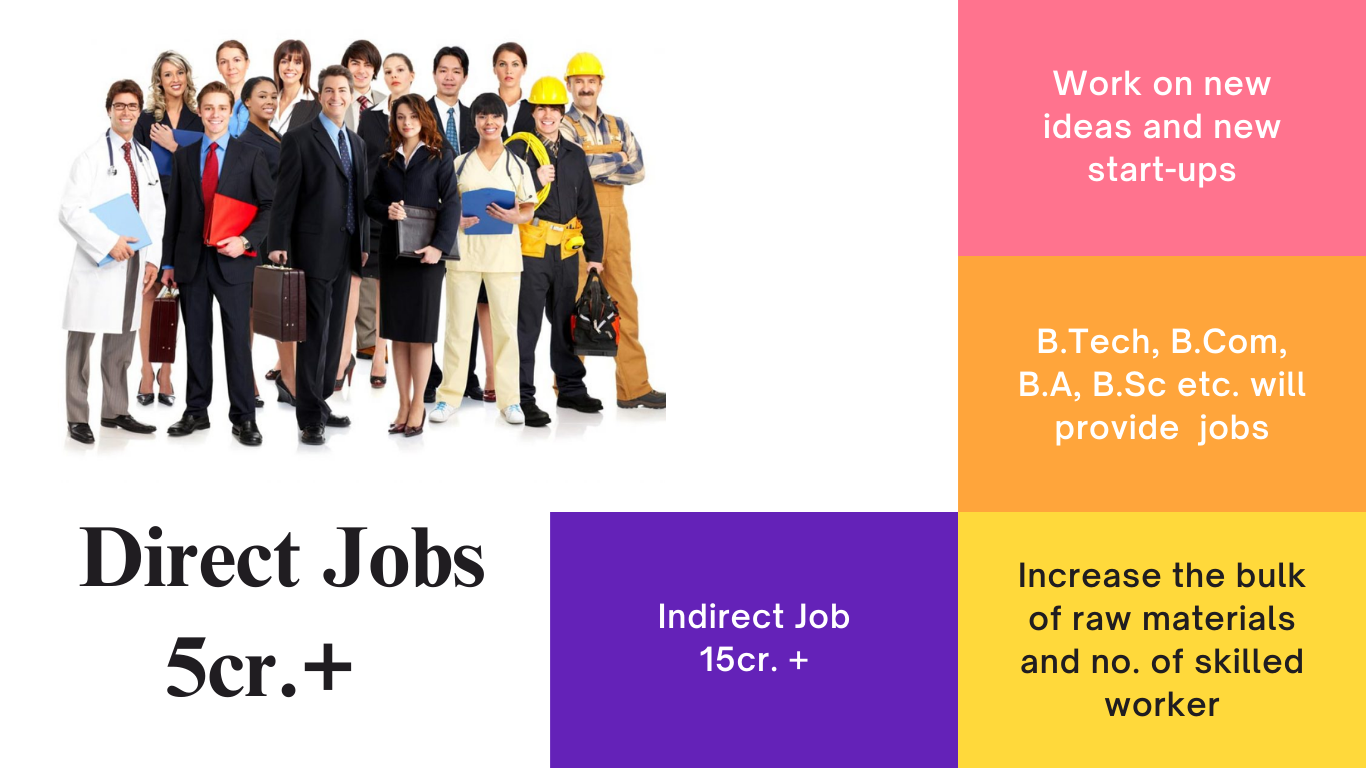 Work on new
ideas and new
start-ups
B.Tech, B.Com,
B.A, B.Sc etc. will
provide  jobs
Direct Jobs
5cr.+
Indirect Job
15cr. +
Increase the bulk
of raw materials
and no. of skilled
worker